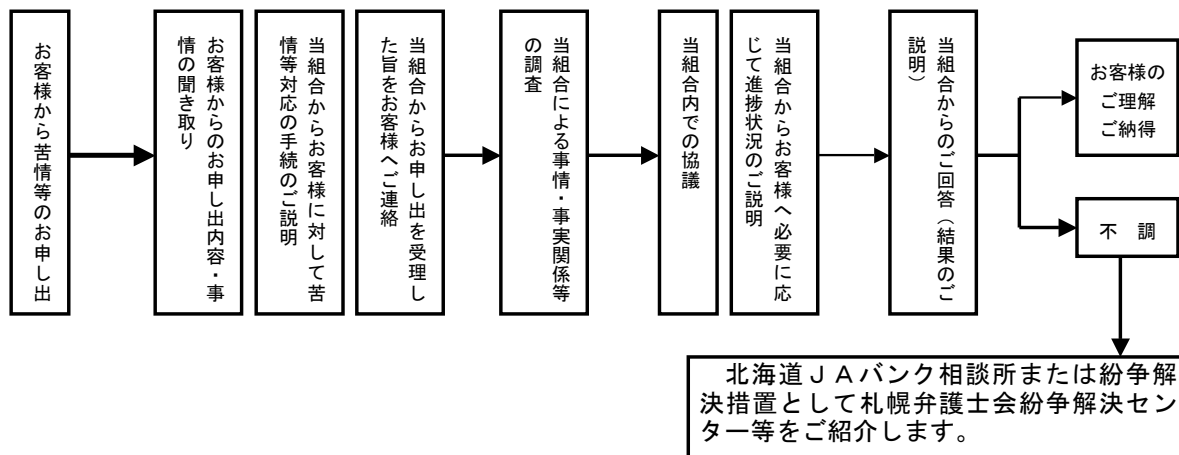 お客様から苦情等のお申し出
お客様からのお申し出内容・事
情の聞き取り
当組合からお客様に対して苦
情等対応の手続のご説明
当組合からお申し出を受理し
た旨をお客様へご連絡
当組合による事情・事実関係等
の調査
当組合内での協議
当組合からお客様へ必要に応
じて進捗状況のご説明
当組合からのご回答（結果のご
説明）
お客様の
ご理解
ご納得
不　調
北海道ＪＡバンク相談所または紛争解
決措置として札幌弁護士会紛争解決セン
ター等をご紹介します。